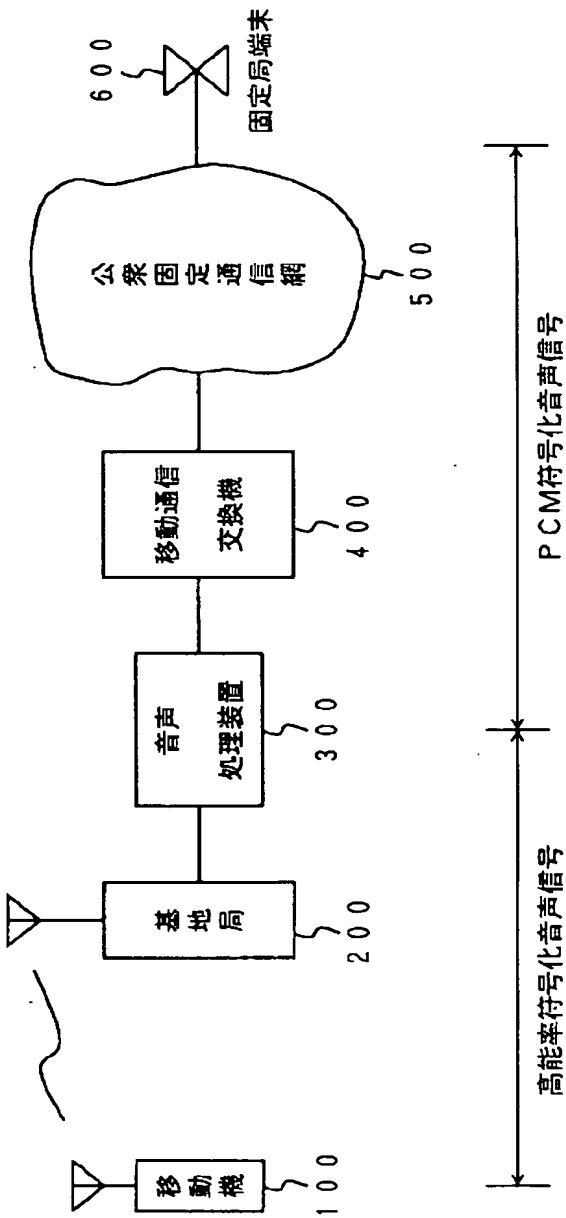 移動機
100
基地局
200
音声
処理装置
300
移動通信
交換機
400
公衆固定通信網
500
600
固定局端末
高能率符号化音声信号
PCM符号化音声信号